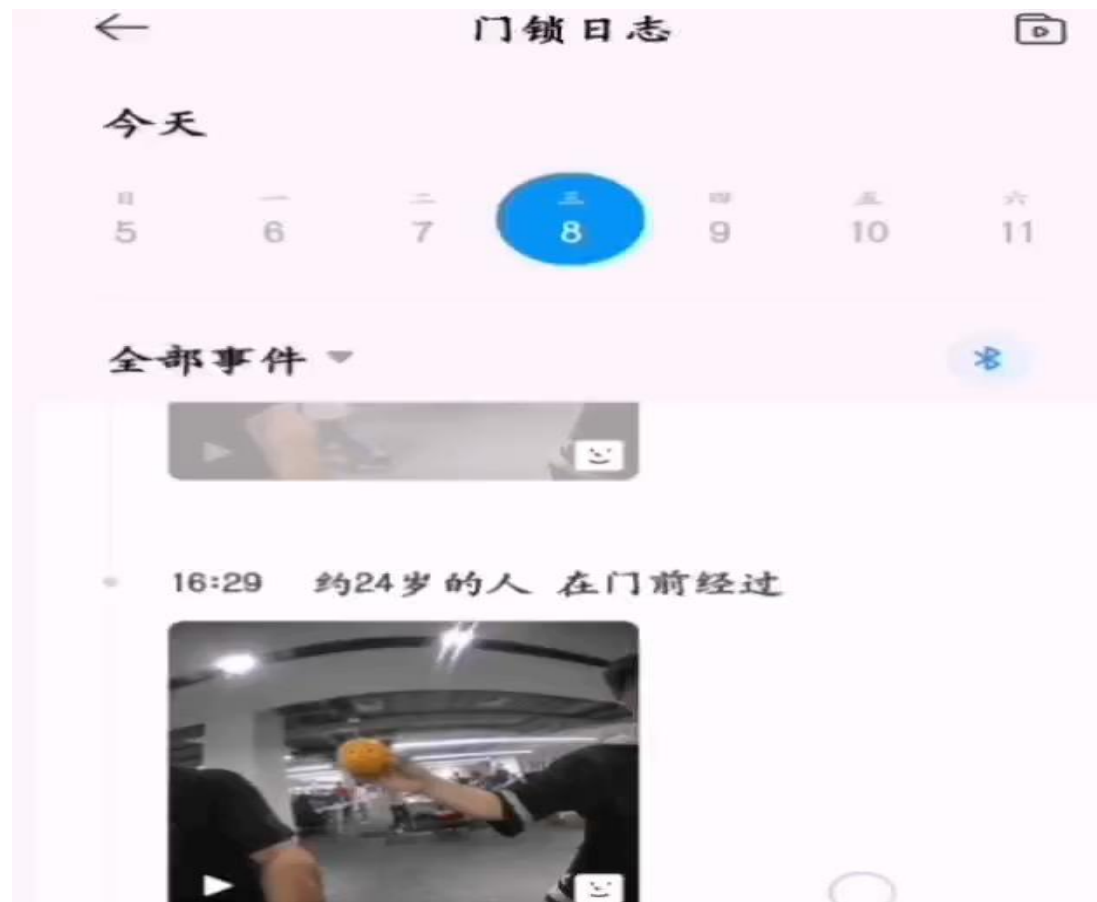 门锁日志
今天
日 一 二 三 四 五 六
5 6 7 8 9 10 11
全部事件
16:29 约24岁的人 在门前经过